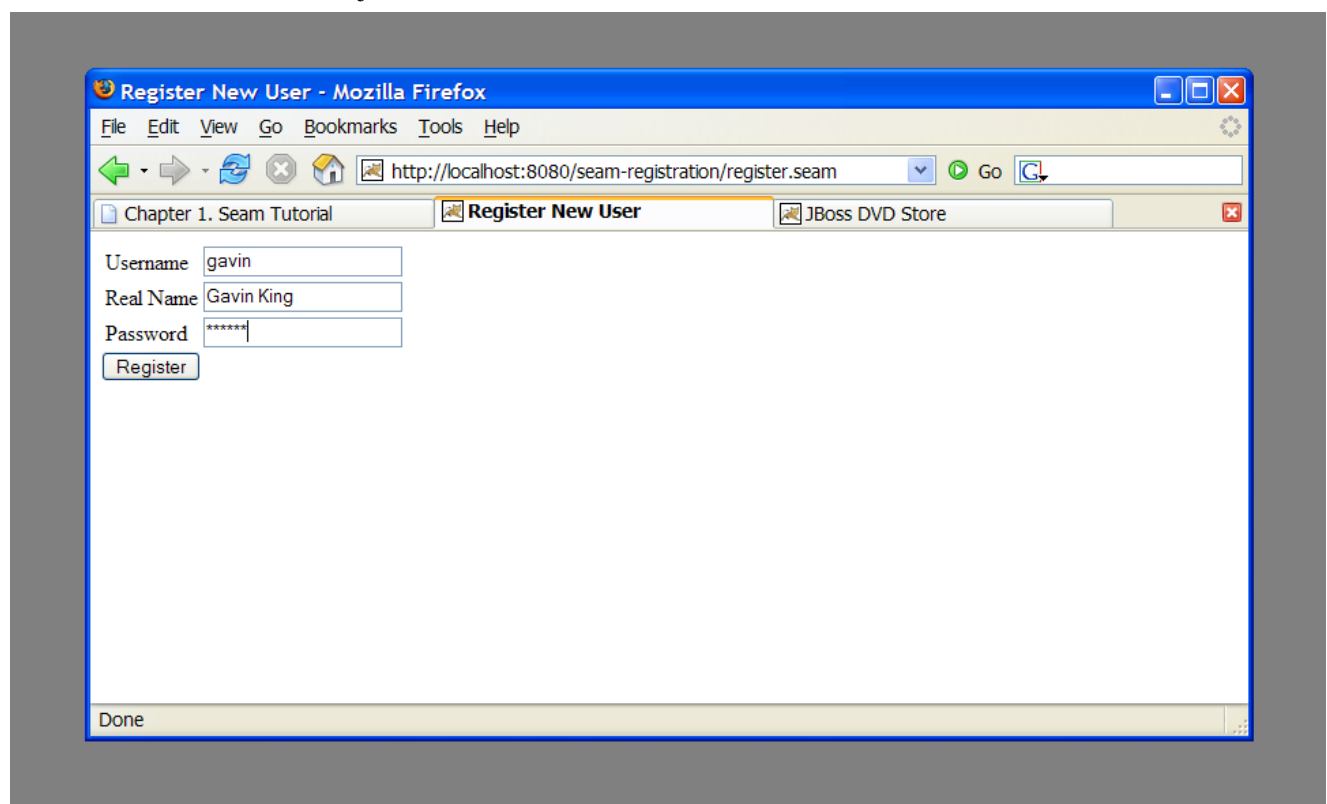 Register New User - Mozilla Firefox
File Edit View Go Bookmarks Tools Help
http://localhost:8080/seam-registration/register.seam Go G
Chapter 1. Seam Tutorial Register New User JBoss DVD Store
Username gavin
Real Name Gavin King
Password ******
Register
Done